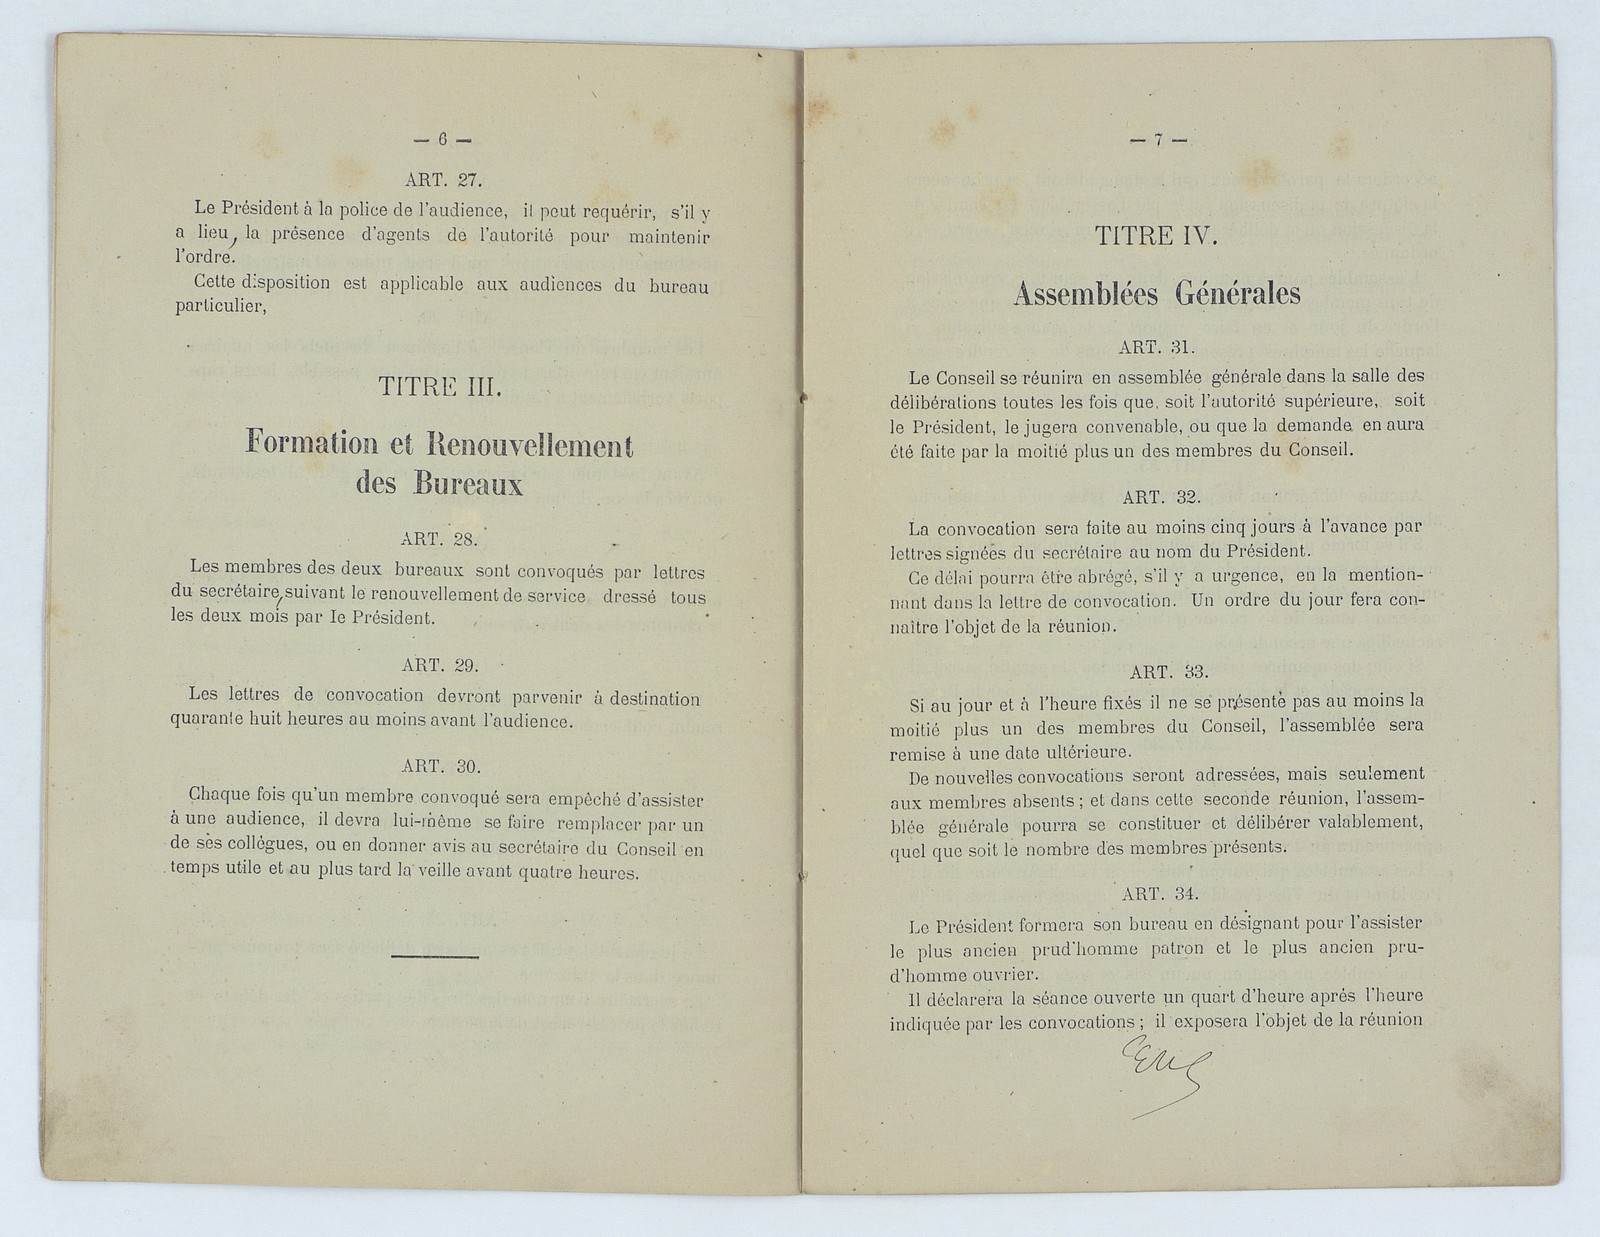 — 6 —
ART. 27.
Le Président à la police de l'audience, il peut requérir, s'il y
a lieu, la présence d'agents de l'autorité pour maintenir
l'ordre.
Cette disposition est applicable aux audiences du bureau
particulier,
TITRE III.
Formation et Renouvellement
des Bureaux
ART. 28.
Les membres des deux bureaux sont convoqués par lettres
du secrétaire, suivant le renouvellement de service dressé tous
les deux mois par le Président.
ART. 29.
Les lettres de convocation devront parvenir à destination
quarante huit heures au moins avant l'audience.
ART. 30.
Chaque fois qu'un membre convoqué sera empêché d'assister
à une audience, il devra lui-même se faire remplacer par un
de ses collègues, ou en donner avis au secrétaire du Conseil en
temps utile et au plus tard la veille avant quatre heures.
— 7 —
TITRE IV.
Assemblées Générales
ART. 31.
Le Conseil se réunira en assemblée générale dans la salle des
délibérations toutes les fois que, soit l'autorité supérieure, soit
le Président, le jugera convenable, ou que la demande en aura
été faite par la moitié plus un des membres du Conseil.
ART. 32.
La convocation sera faite au moins cinq jours à l'avance par
lettres signées du secrétaire au nom du Président.
Ce délai pourra être abrégé, s'il y a urgence, en la mention-
nant dans la lettre de convocation. Un ordre du jour fera con-
naître l'objet de la réunion.
ART. 33.
Si au jour et à l'heure fixés il ne se présente pas au moins la
moitié plus un des membres du Conseil, l'assemblée sera
remise à une date ultérieure.
De nouvelles convocations seront adressées, mais seulement
aux membres absents ; et dans cette seconde réunion, l'assem-
blée générale pourra se constituer et délibérer valablement,
quel que soit le nombre des membres présents.
ART. 34.
Le Président formera son bureau en désignant pour l'assister
le plus ancien prud'homme patron et le plus ancien pru-
d'homme ouvrier.
Il déclarera la séance ouverte un quart d'heure après l'heure
indiquée par les convocations ; il exposera l'objet de la réunion